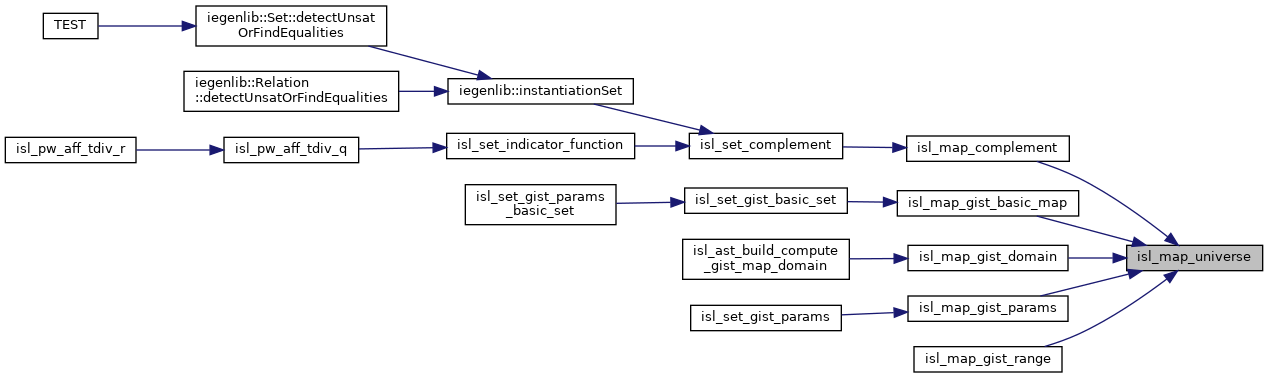 TEST
iegenlib::Set::detectUnsat
OrFindEqualities
iegenlib::Relation
::detectUnsatOrFindEqualities
iegenlib::instantiationSet
isl_pw_aff_tdiv_r
isl_pw_aff_tdiv_q
isl_set_indicator_function
isl_set_complement
isl_map_complement
isl_set_gist_params
_basic_set
isl_set_gist_basic_set
isl_map_gist_basic_map
isl_ast_build_compute
_gist_map_domain
isl_map_gist_domain
isl_map_universe
isl_set_gist_params
isl_map_gist_params
isl_map_gist_range